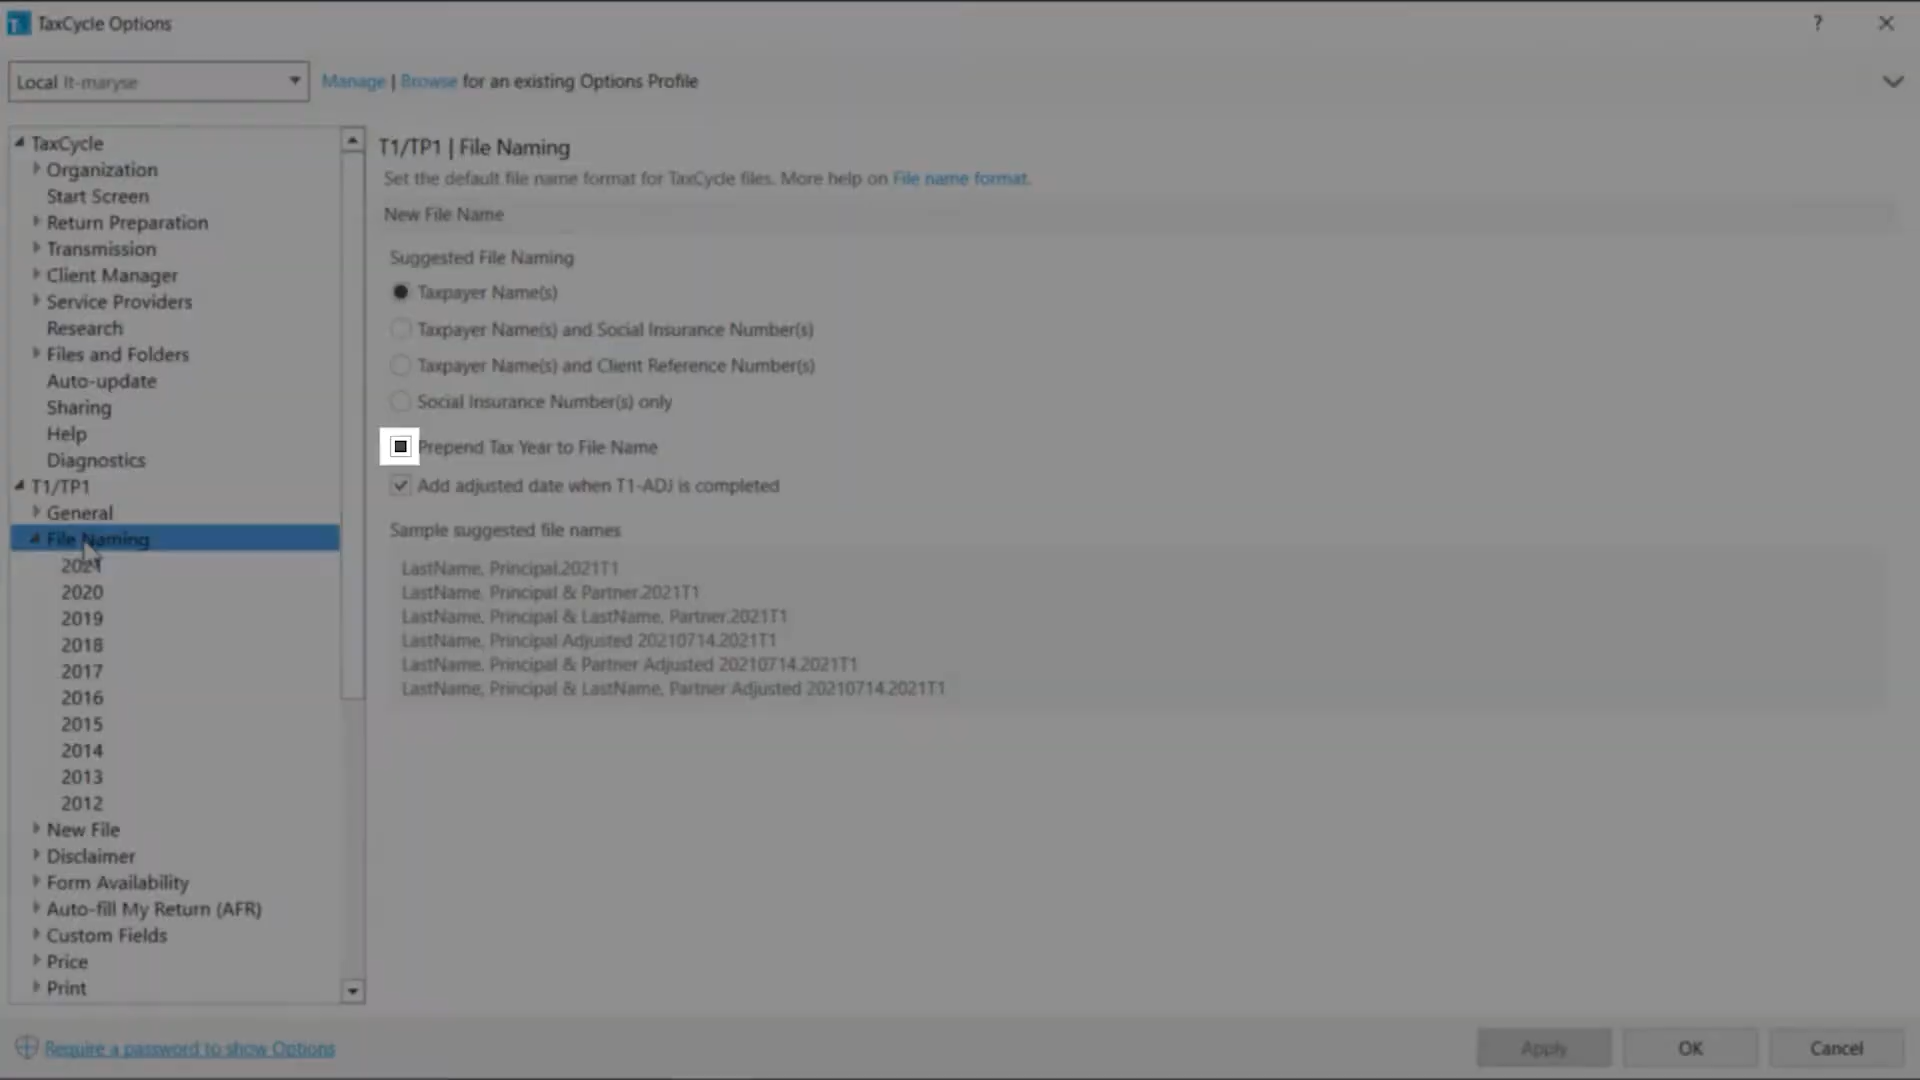 TaxCycle Options
?
Local lt-maryse
Manage | Browse for an existing Options Profile
TaxCycle
Organization
Start Screen
Return Preparation
Transmission
Client Manager
Service Providers
Research
Files and Folders
Auto-update
Sharing
Help
Diagnostics
T1/TP1
General
File Naming
2021
2020
2019
2018
2017
2016
2015
2014
2013
2012
New File
Disclaimer
Form Availability
Auto-fill My Return (AFR)
Custom Fields
Price
Print
T1/TP1 | File Naming
Set the default file name format for TaxCycle files. More help on File name format.
New File Name
Suggested File Naming
Taxpayer Name(s)
Taxpayer Name(s) and Social Insurance Number(s)
Taxpayer Name(s) and Client Reference Number(s)
Social Insurance Number(s) only
Prepend Tax Year to File Name
Add adjusted date when T1-ADJ is completed
Sample suggested file names
LastName, Principal.2021T1
LastName, Principal & Partner.2021T1
LastName, Principal & LastName, Partner.2021T1
LastName, Principal Adjusted 20210714.2021T1
LastName, Principal & Partner Adjusted 20210714.2021T1
LastName, Principal & LastName, Partner Adjusted 20210714.2021T1
Require a password to show Options
Apply
OK
Cancel